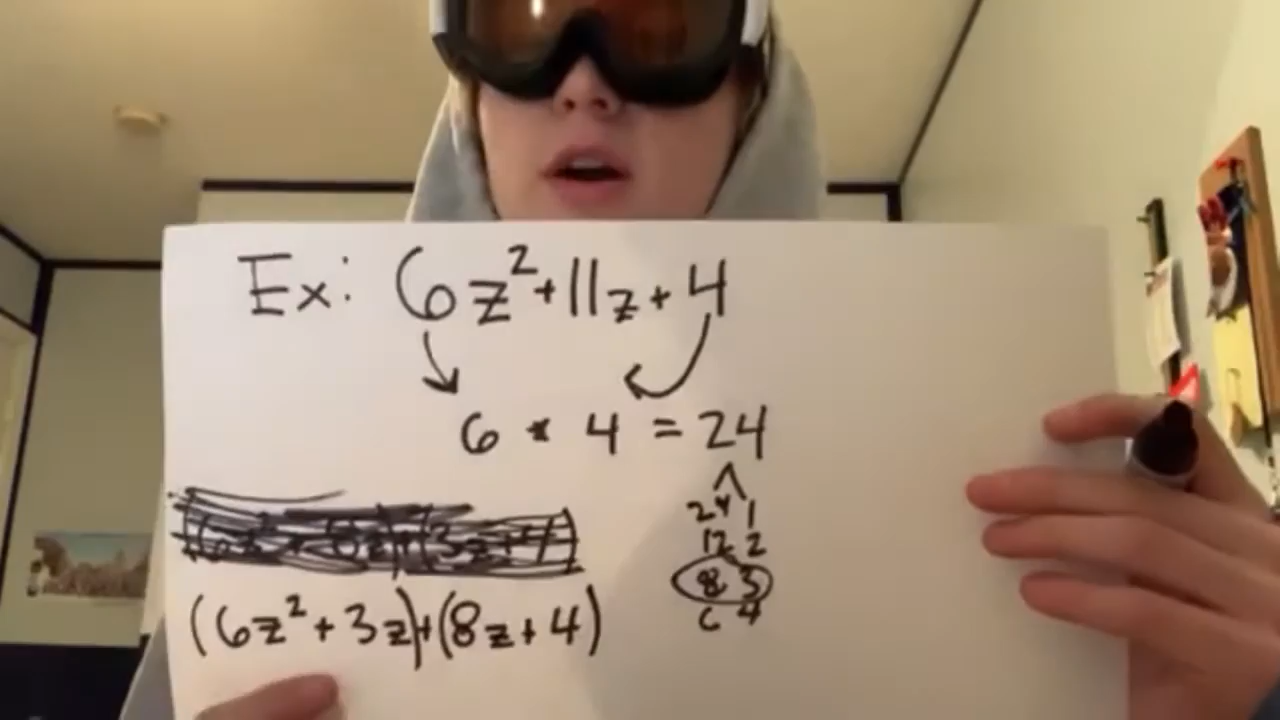 Ex: 6z²+11z+4
6 * 4 = 24
24 1
12 2
8 3
6 4
(6z²+3z)+(8z+4)